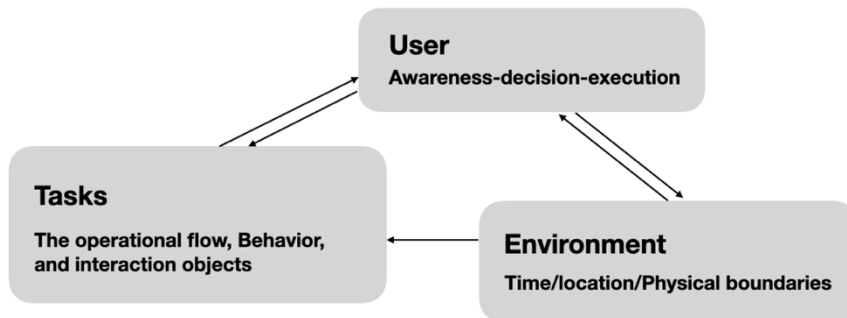 User
Awareness-decision-execution
Tasks
The operational flow, Behavior,
and interaction objects
Environment
Time/location/Physical boundaries